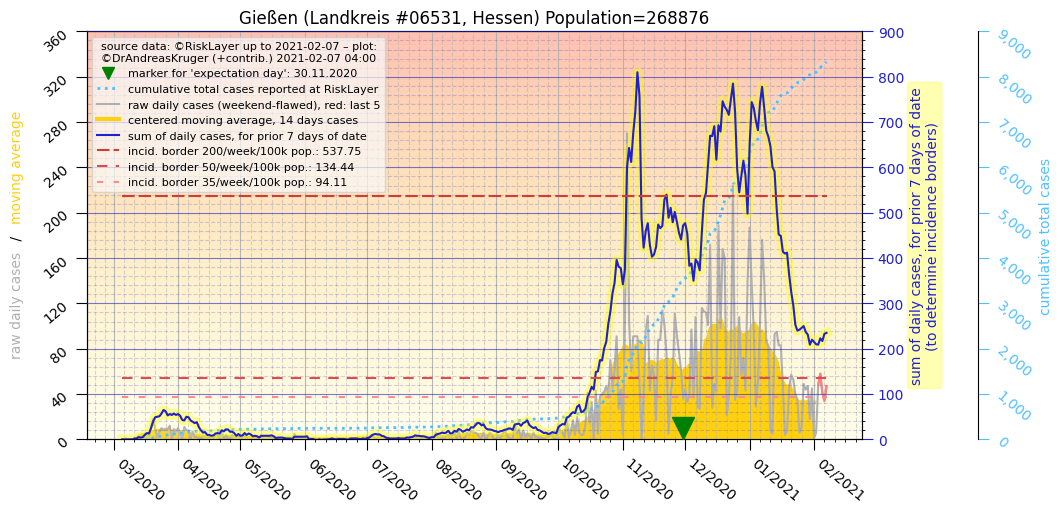 Gießen (Landkreis #06531, Hessen) Population=268876
source data: ©RiskLayer up to 2021-02-07 – plot:
©DrAndreasKruger (+contrib.) 2021-02-07 04:00
marker for 'expectation day': 30.11.2020
cumulative total cases reported at RiskLayer
raw daily cases (weekend-flawed), red: last 5
centered moving average, 14 days cases
sum of daily cases, for prior 7 days of date
incid. border 200/week/100k pop.: 537.75
incid. border 50/week/100k pop.: 134.44
incid. border 35/week/100k pop.: 94.11
raw daily cases / moving average
360
320
280
240
200
160
120
80
40
0
03/2020
04/2020
05/2020
06/2020
07/2020
08/2020
09/2020
10/2020
11/2020
12/2020
01/2021
02/2021
900
800
700
600
500
400
300
200
100
0
sum of daily cases, for prior 7 days of date
(to determine incidence borders)
9,000
8,000
7,000
6,000
5,000
4,000
3,000
2,000
1,000
0
cumulative total cases